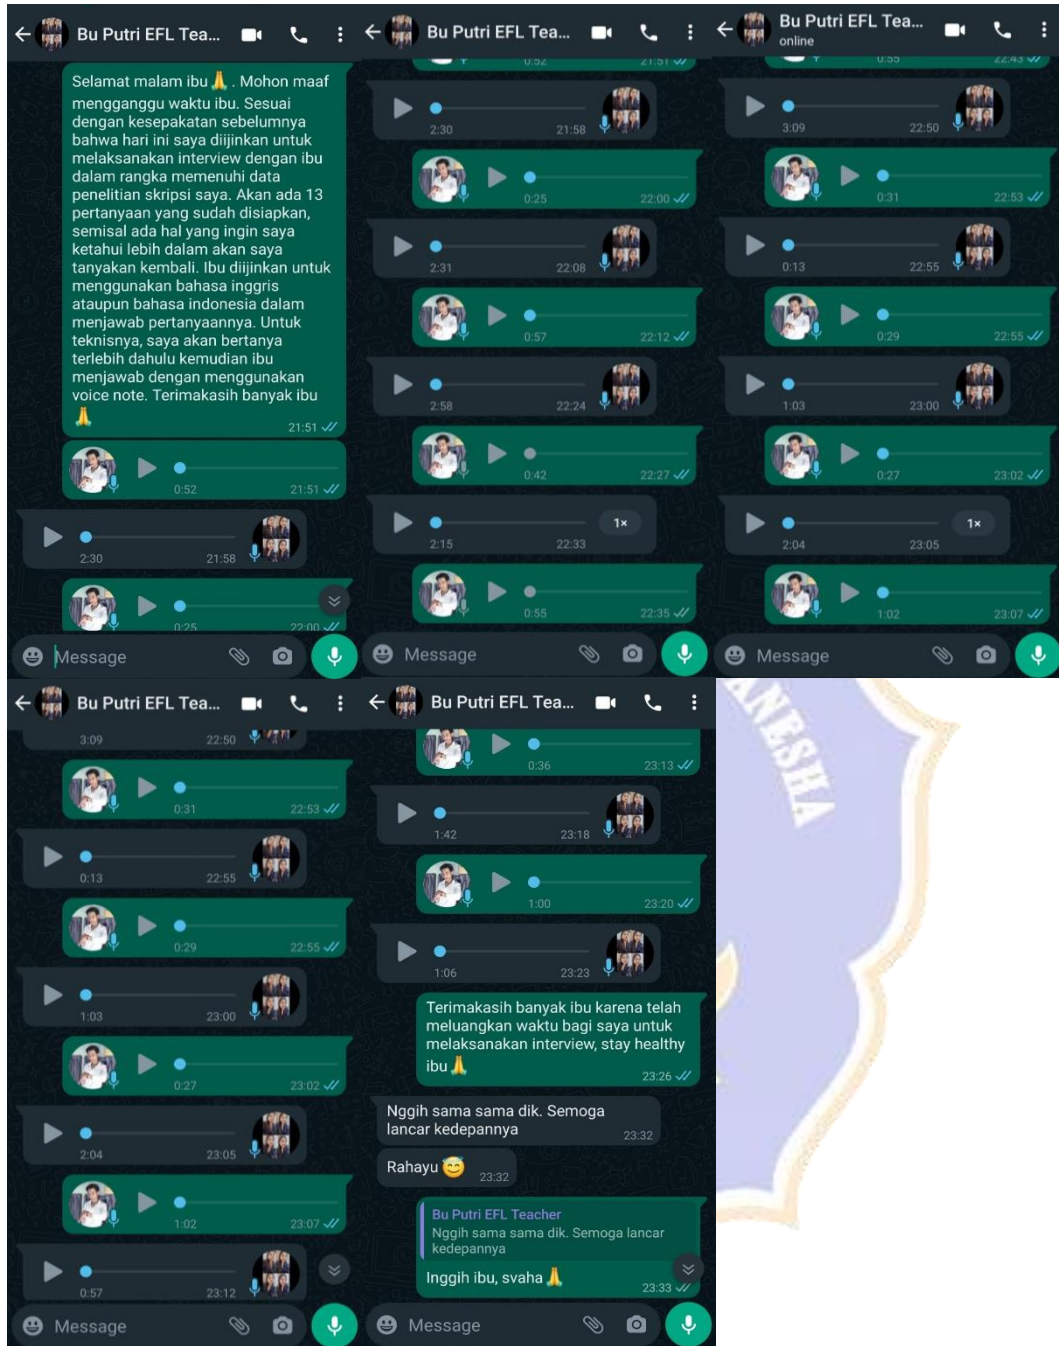 Bu Putri EFL Tea...
Selamat malam ibu 🙏 . Mohon maaf
mengganggu waktu ibu. Sesuai
dengan kesepakatan sebelumnya
bahwa hari ini saya diijinkan untuk
melaksanakan interview dengan ibu
dalam rangka memenuhi data
penelitian skripsi saya. Akan ada 13
pertanyaan yang sudah disiapkan,
semisal ada hal yang ingin saya
ketahui lebih dalam akan saya
tanyakan kembali. Ibu diijinkan untuk
menggunakan bahasa inggris
ataupun bahasa indonesia dalam
menjawab pertanyaannya. Untuk
teknisnya, saya akan bertanya
terlebih dahulu kemudian ibu
menjawab dengan menggunakan
voice note. Terimakasih banyak ibu
🙏
21:51
0:52 21:51
2:30 21:58
0:25 22:00
Message
Bu Putri EFL Tea...
0:52 21:51
2:30 21:58
0:25 22:00
2:31 22:08
0:57 22:12
2:58 22:24
0:42 22:27
1×
2:15 22:33
0:55 22:35
Message
Bu Putri EFL Tea...
online
0:55 22:43
3:09 22:50
0:31 22:53
0:13 22:55
0:29 22:55
1:03 23:00
0:27 23:02
1×
2:04 23:05
1:02 23:07
Message
Bu Putri EFL Tea...
3:09 22:50
0:31 22:53
0:13 22:55
0:29 22:55
1:03 23:00
0:27 23:02
2:04 23:05
1:02 23:07
0:57 23:12
Message
Bu Putri EFL Tea...
0:36 23:13
1:42 23:18
1:00 23:20
1:06 23:23
Terimakasih banyak ibu karena telah
meluangkan waktu bagi saya untuk
melaksanakan interview, stay healthy
ibu 🙏
23:26
Nggih sama sama dik. Semoga
lancar kedepannya
23:32
Rahayu 😇 23:32
Bu Putri EFL Teacher
Nggih sama sama dik. Semoga lancar
kedepannya
Inggih ibu, svaha 🙏
23:33
Message